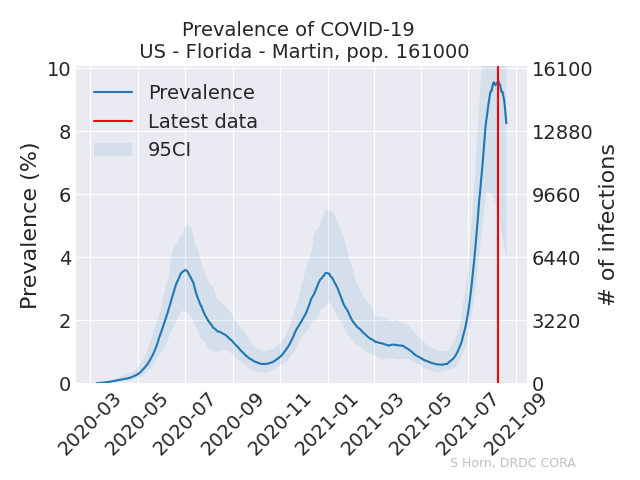 Prevalence of COVID-19
US - Florida - Martin, pop. 161000
Prevalence (%)
10
8
6
4
2
0
Prevalence
Latest data
95CI
16100
12880
9660
6440
3220
0
# of infections
2020-03
2020-05
2020-07
2020-09
2020-11
2021-01
2021-03
2021-05
2021-07
2021-09
S Horn, DRDC CORA